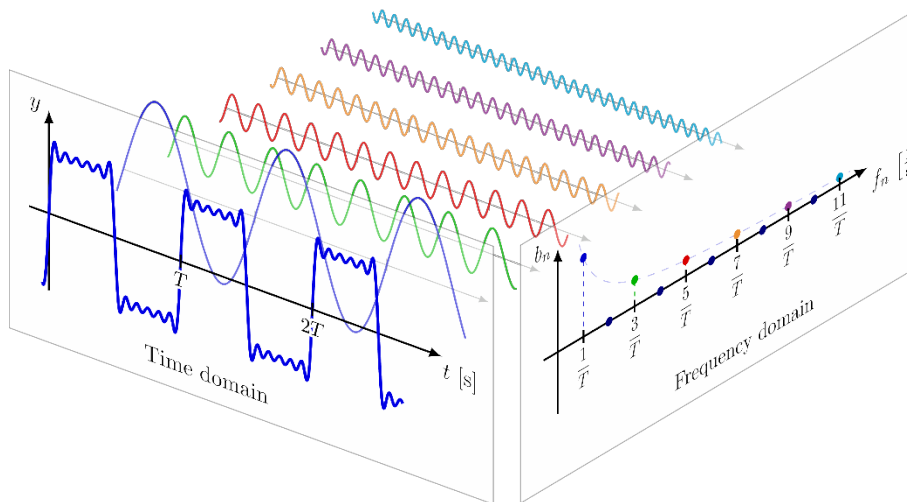 y
T
2T
t [s]
Time domain
b_n
f_n [
1/T
3/T
5/T
7/T
9/T
11/T
Frequency domain